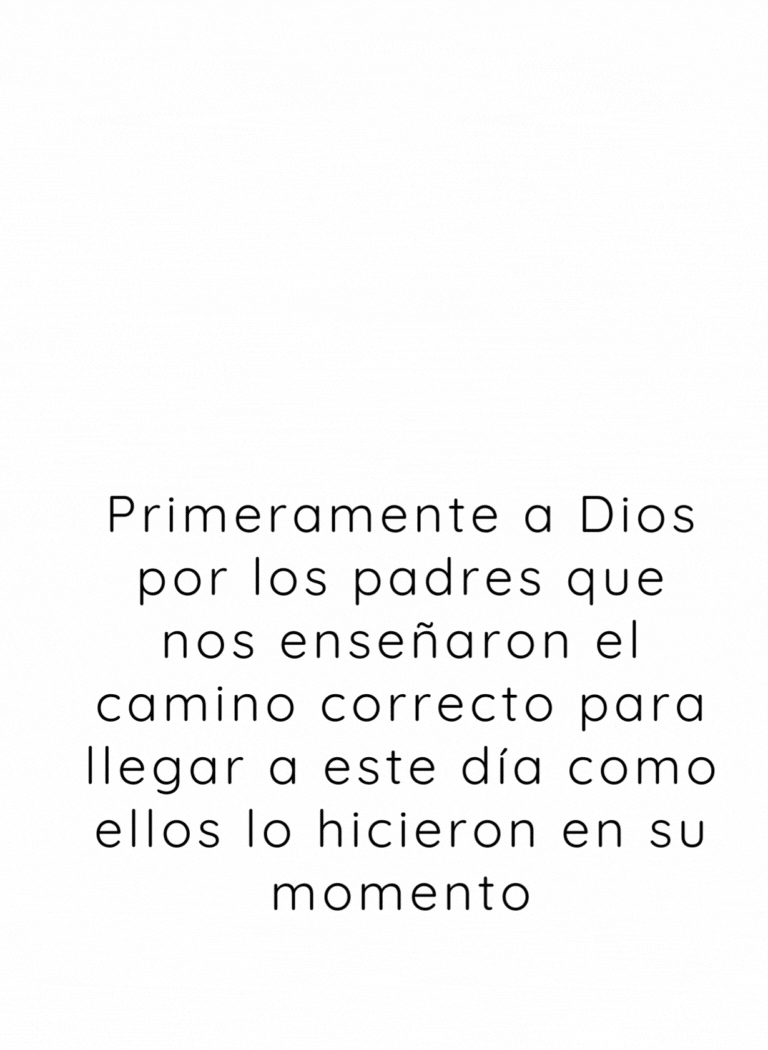 Primeramente a Dios
por los padres que
nos enseñaron el
camino correcto para
llegar a este día como
ellos lo hicieron en su
momento